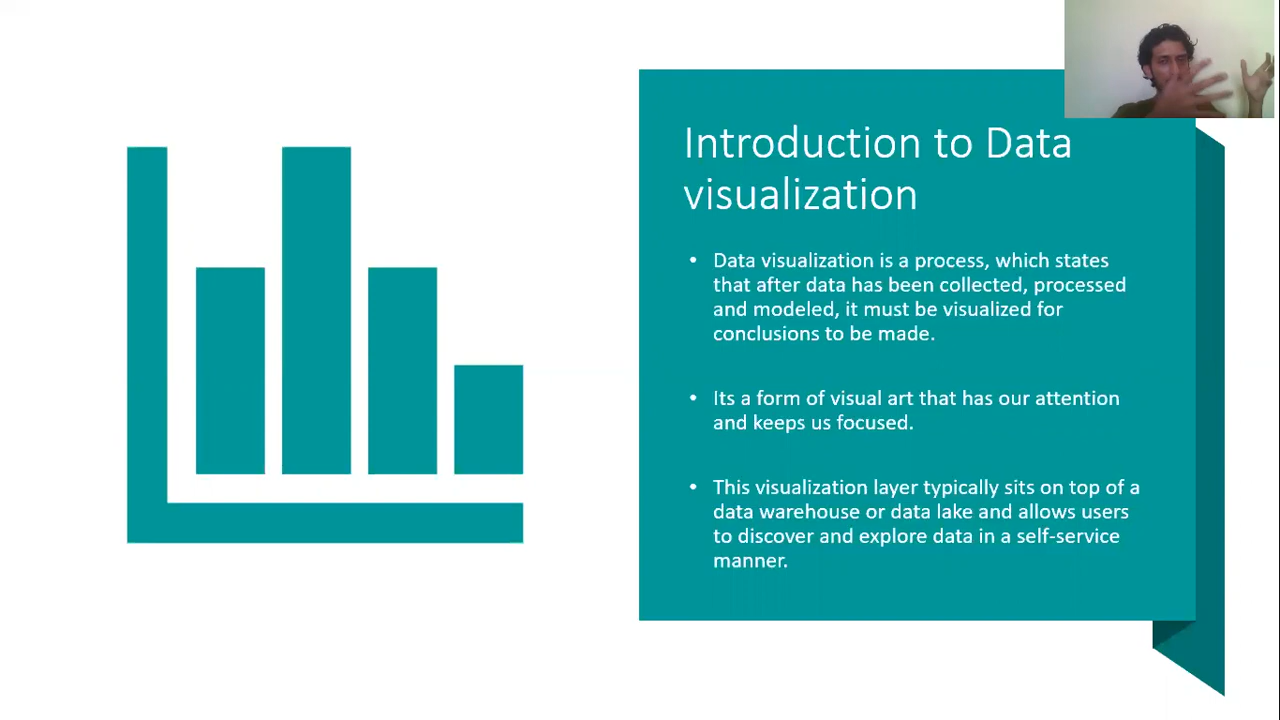 Introduction to Data
visualization
• Data visualization is a process, which states
that after data has been collected, processed
and modeled, it must be visualized for
conclusions to be made.
• Its a form of visual art that has our attention
and keeps us focused.
• This visualization layer typically sits on top of a
data warehouse or data lake and allows users
to discover and explore data in a self-service
manner.